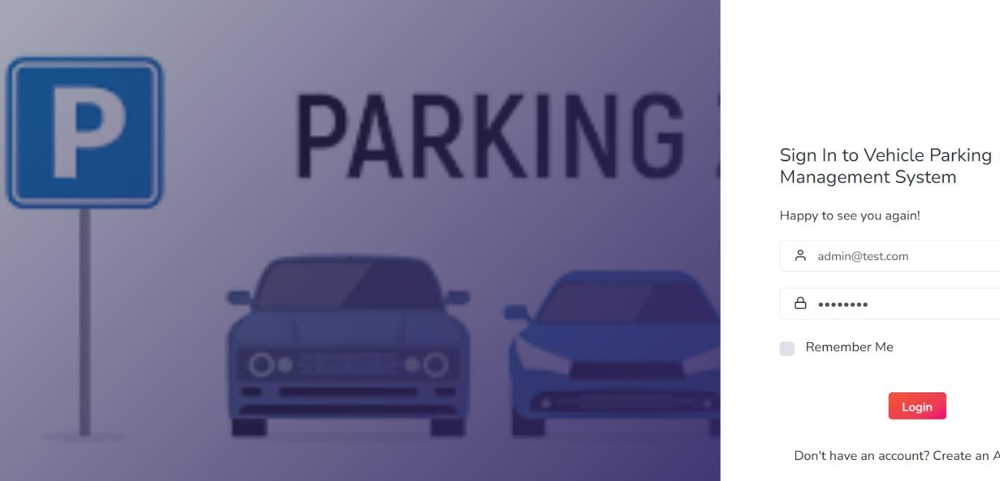 P
PARKING
Sign In to Vehicle Parking
Management System
Happy to see you again!
admin@test.com
••••••••
Remember Me
Login
Don't have an account? Create an A